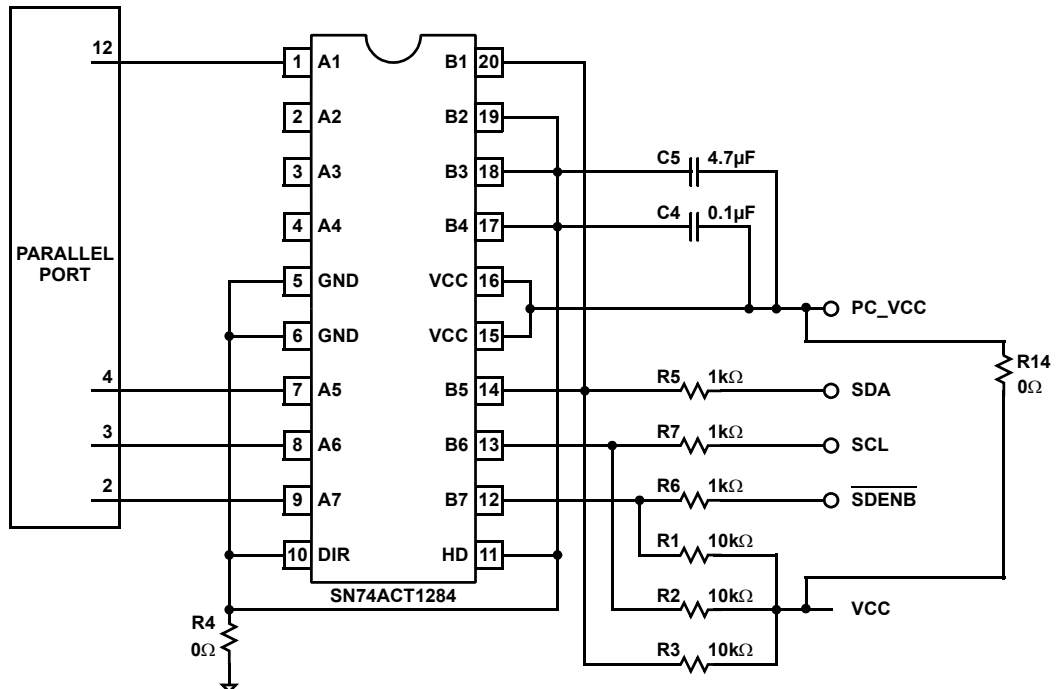 12
1 A1 B1 20
2 A2 B2 19
3 A3 B3 18
C5 4.7µF
4 A4 B4 17
C4 0.1µF
PARALLEL
PORT
5 GND VCC 16
PC_VCC
6 GND VCC 15
R14
0Ω
4
7 A5 B5 14
R5 1kΩ
SDA
3
8 A6 B6 13
R7 1kΩ
SCL
2
9 A7 B7 12
R6 1kΩ
SDENB
R1 10kΩ
10 DIR HD 11
SN74ACT1284
R2 10kΩ
VCC
R4
0Ω
R3 10kΩ